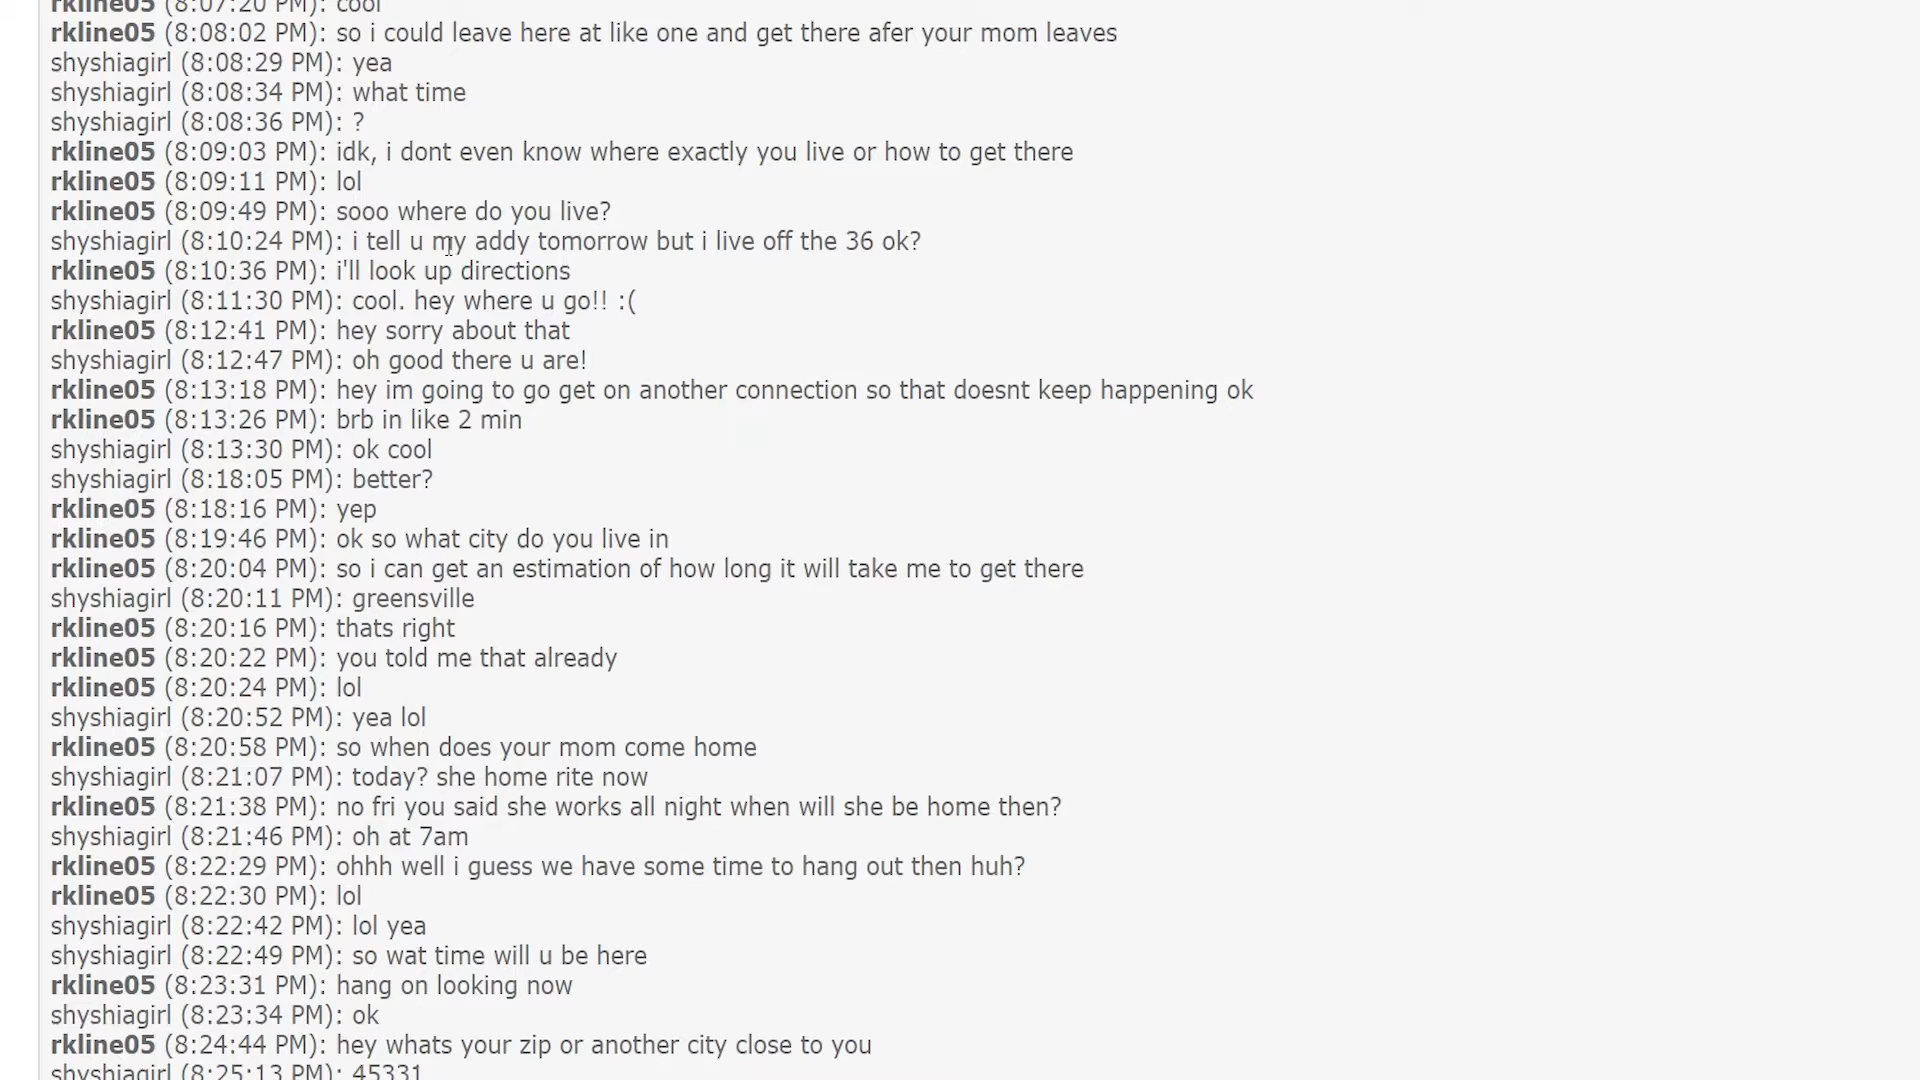 rkline05 (8:07:20 PM): cool
rkline05 (8:08:02 PM): so i could leave here at like one and get there afer your mom leaves
shyshiagirl (8:08:29 PM): yea
shyshiagirl (8:08:34 PM): what time
shyshiagirl (8:08:36 PM): ?
rkline05 (8:09:03 PM): idk, i dont even know where exactly you live or how to get there
rkline05 (8:09:11 PM): lol
rkline05 (8:09:49 PM): sooo where do you live?
shyshiagirl (8:10:24 PM): i tell u my addy tomorrow but i live off the 36 ok?
rkline05 (8:10:36 PM): i'll look up directions
shyshiagirl (8:11:30 PM): cool. hey where u go!! :(
rkline05 (8:12:41 PM): hey sorry about that
shyshiagirl (8:12:47 PM): oh good there u are!
rkline05 (8:13:18 PM): hey im going to go get on another connection so that doesnt keep happening ok
rkline05 (8:13:26 PM): brb in like 2 min
shyshiagirl (8:13:30 PM): ok cool
shyshiagirl (8:18:05 PM): better?
rkline05 (8:18:16 PM): yep
rkline05 (8:19:46 PM): ok so what city do you live in
rkline05 (8:20:04 PM): so i can get an estimation of how long it will take me to get there
shyshiagirl (8:20:11 PM): greensville
rkline05 (8:20:16 PM): thats right
rkline05 (8:20:22 PM): you told me that already
rkline05 (8:20:24 PM): lol
shyshiagirl (8:20:52 PM): yea lol
rkline05 (8:20:58 PM): so when does your mom come home
shyshiagirl (8:21:07 PM): today? she home rite now
rkline05 (8:21:38 PM): no fri you said she works all night when will she be home then?
shyshiagirl (8:21:46 PM): oh at 7am
rkline05 (8:22:29 PM): ohhh well i guess we have some time to hang out then huh?
rkline05 (8:22:30 PM): lol
shyshiagirl (8:22:42 PM): lol yea
shyshiagirl (8:22:49 PM): so wat time will u be here
rkline05 (8:23:31 PM): hang on looking now
shyshiagirl (8:23:34 PM): ok
rkline05 (8:24:44 PM): hey whats your zip or another city close to you
shyshiagirl (8:25:13 PM): 45331